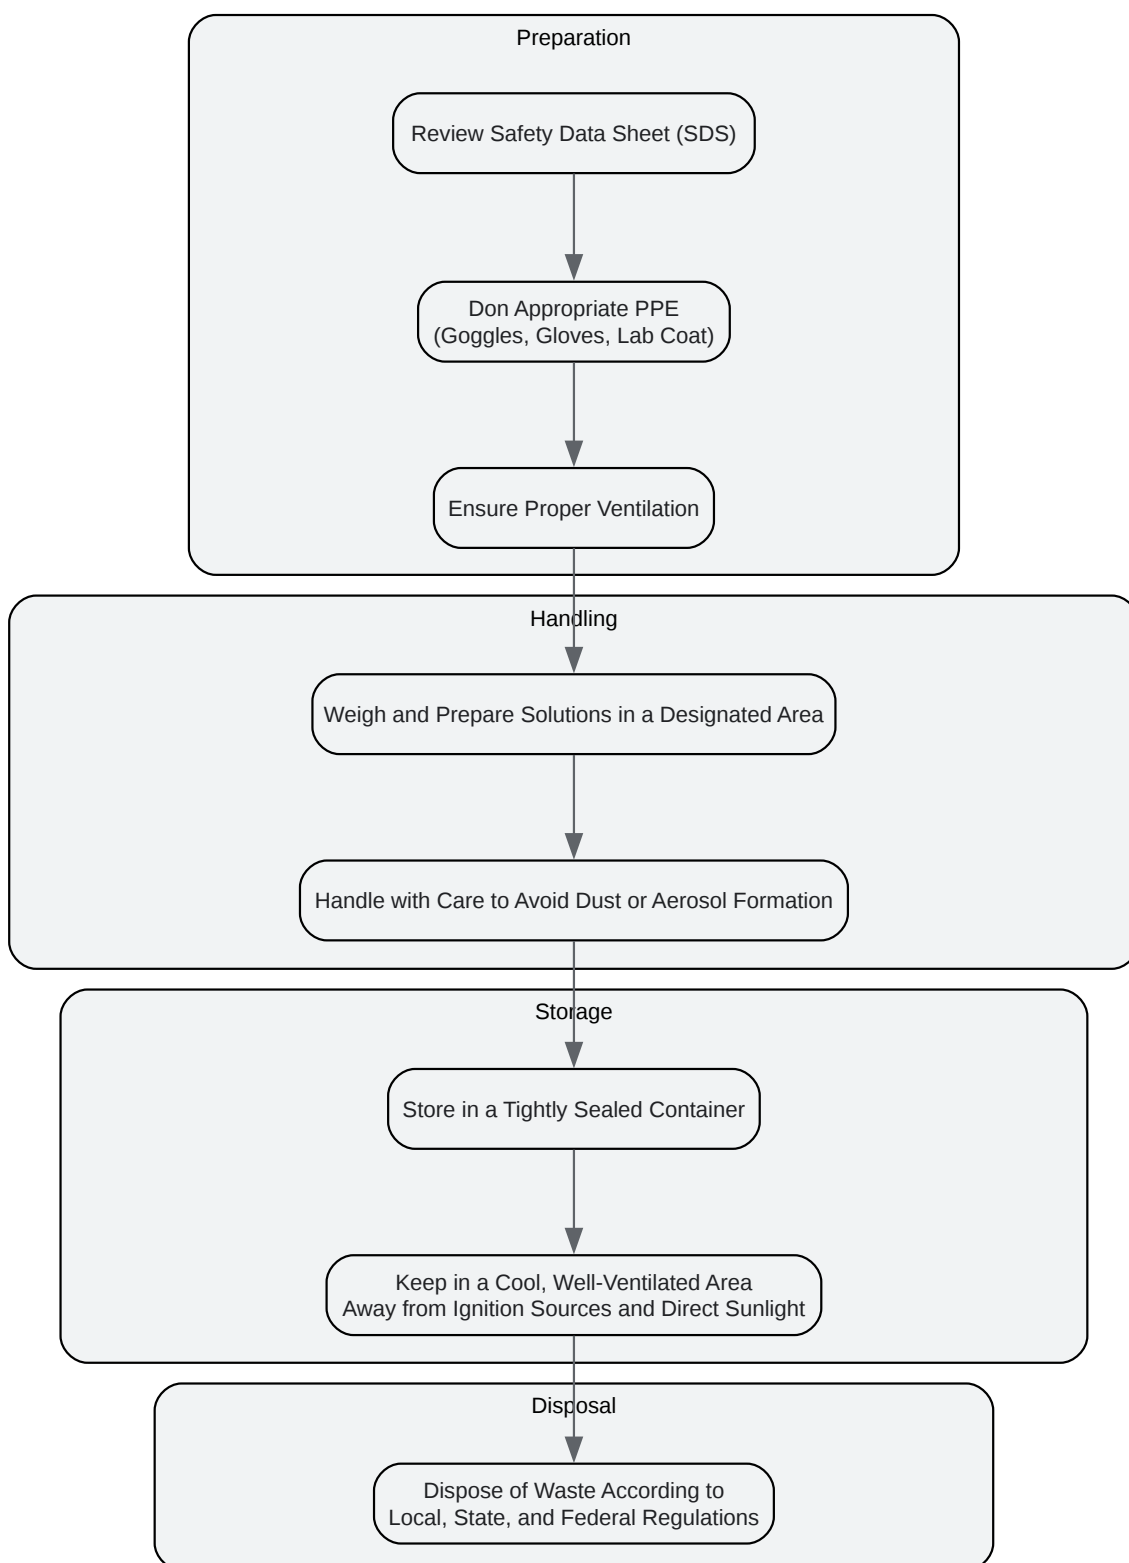 Preparation
Review Safety Data Sheet (SDS)
Don Appropriate PPE
(Goggles, Gloves, Lab Coat)
Ensure Proper Ventilation
Handling
Weigh and Prepare Solutions in a Designated Area
Handle with Care to Avoid Dust or Aerosol Formation
Storage
Store in a Tightly Sealed Container
Keep in a Cool, Well-Ventilated Area
Away from Ignition Sources and Direct Sunlight
Disposal
Dispose of Waste According to
Local, State, and Federal Regulations